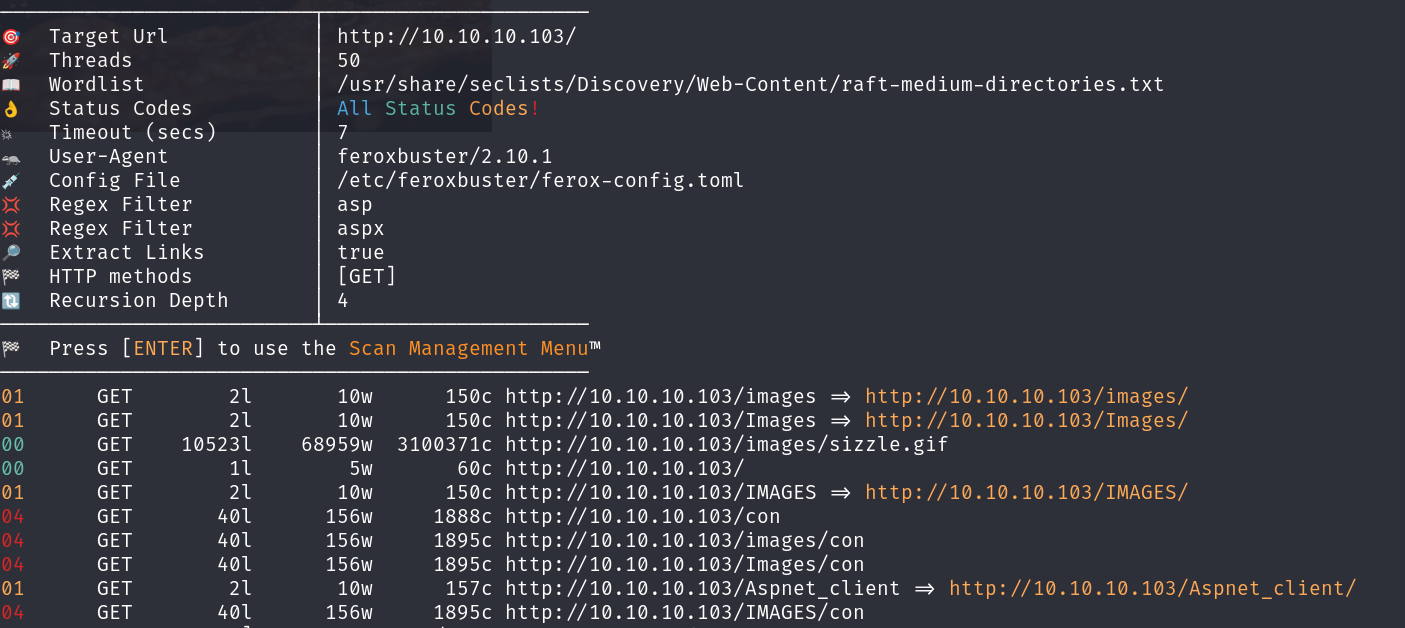 🎯 Target Url │ http://10.10.10.103/
🚀 Threads │ 50
📖 Wordlist │ /usr/share/seclists/Discovery/Web-Content/raft-medium-directories.txt
👌 Status Codes │ All Status Codes!
💥 Timeout (secs) │ 7
🦡 User-Agent │ feroxbuster/2.10.1
💉 Config File │ /etc/feroxbuster/ferox-config.toml
💢 Regex Filter │ asp
💢 Regex Filter │ aspx
🔎 Extract Links │ true
🏁 HTTP methods │ [GET]
🔃 Recursion Depth │ 4
🏁 Press [ENTER] to use the Scan Management Menu™
01 GET 2l 10w 150c http://10.10.10.103/images => http://10.10.10.103/images/
01 GET 2l 10w 150c http://10.10.10.103/Images => http://10.10.10.103/Images/
00 GET 10523l 68959w 3100371c http://10.10.10.103/images/sizzle.gif
00 GET 1l 5w 60c http://10.10.10.103/
01 GET 2l 10w 150c http://10.10.10.103/IMAGES => http://10.10.10.103/IMAGES/
04 GET 40l 156w 1888c http://10.10.10.103/con
04 GET 40l 156w 1895c http://10.10.10.103/images/con
04 GET 40l 156w 1895c http://10.10.10.103/Images/con
01 GET 2l 10w 157c http://10.10.10.103/Aspnet_client => http://10.10.10.103/Aspnet_client/
04 GET 40l 156w 1895c http://10.10.10.103/IMAGES/con